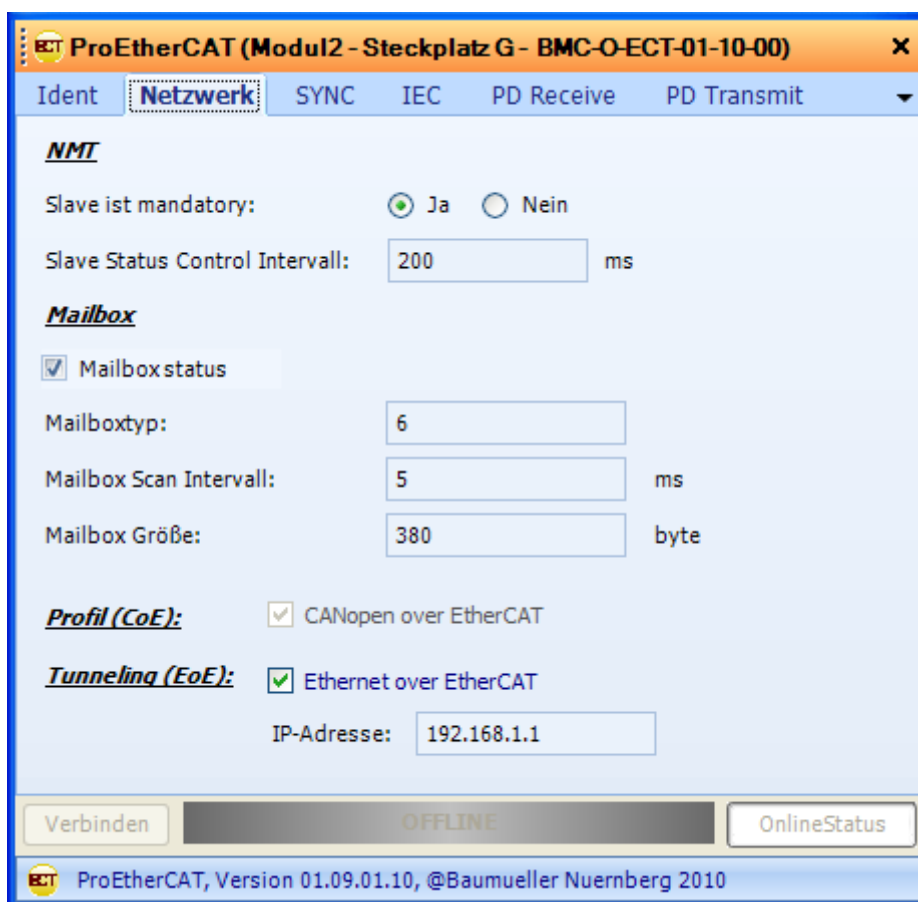 ECT ProEtherCAT (Modul2 - Steckplatz G - BMC-O-ECT-01-10-00)
Ident Netzwerk SYNC IEC PD Receive PD Transmit
NMT
Slave ist mandatory: Ja Nein
Slave Status Control Intervall: 200 ms
Mailbox
Mailbox status
Mailboxtyp: 6
Mailbox Scan Intervall: 5 ms
Mailbox Größe: 380 byte
Profil (CoE): CANopen over EtherCAT
Tunneling (EoE): Ethernet over EtherCAT
IP-Adresse: 192.168.1.1
Verbinden OFFLINE OnlineStatus
ECT ProEtherCAT, Version 01.09.01.10, @Baumueller Nuernberg 2010